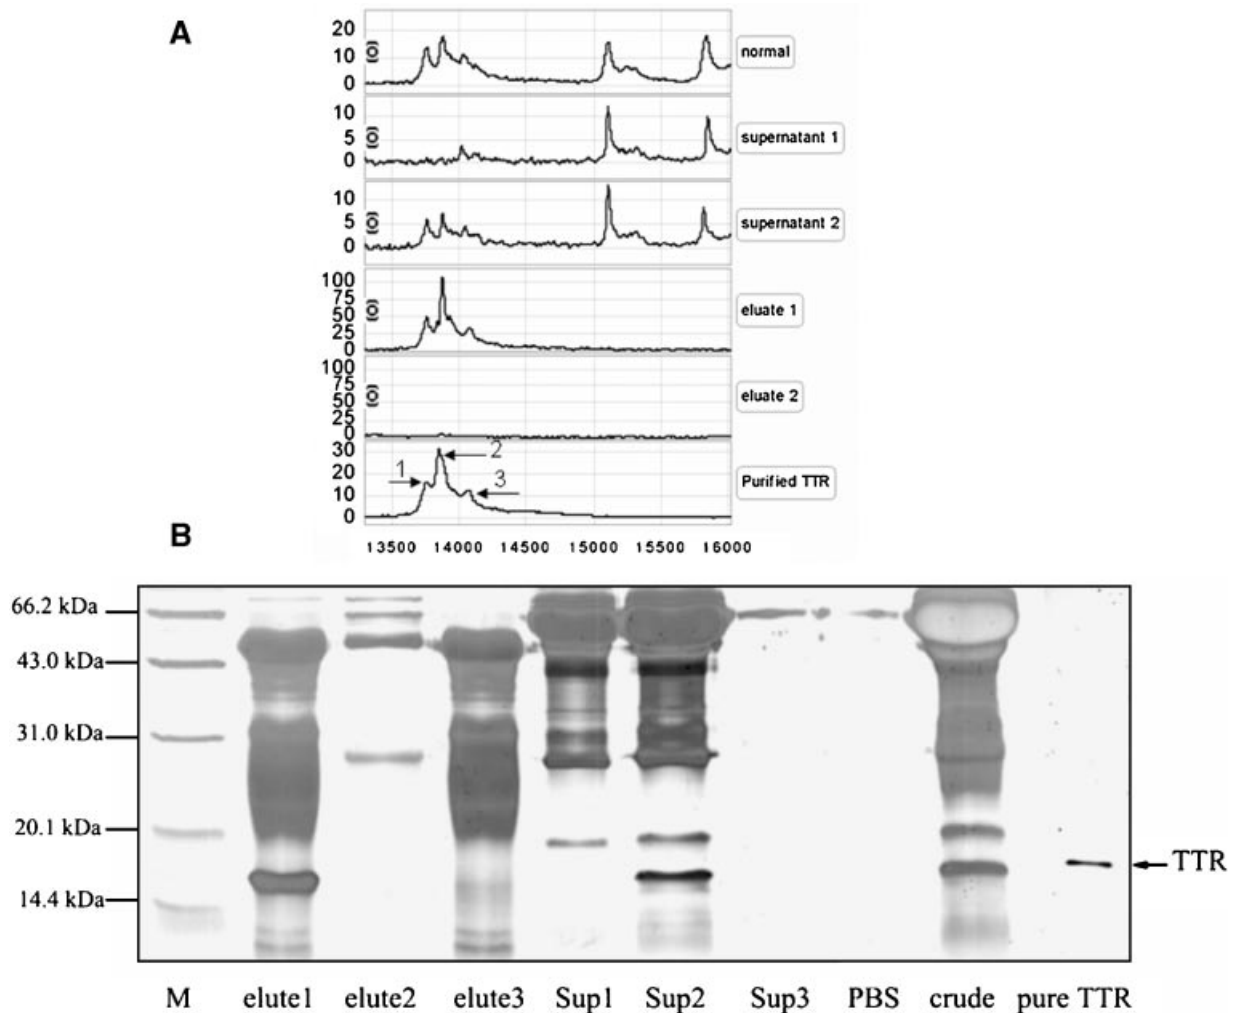 A
20
10
0
normal
10
5
0
supernatant 1
10
5
0
supernatant 2
100
75
50
25
0
eluate 1
100
75
50
25
0
eluate 2
30
20
10
0
1
2
3
Purified TTR
13500 14000 14500 15000 15500 16000
B
66.2 kDa
43.0 kDa
31.0 kDa
20.1 kDa
14.4 kDa
TTR
M elute1 elute2 elute3 Sup1 Sup2 Sup3 PBS crude pure TTR